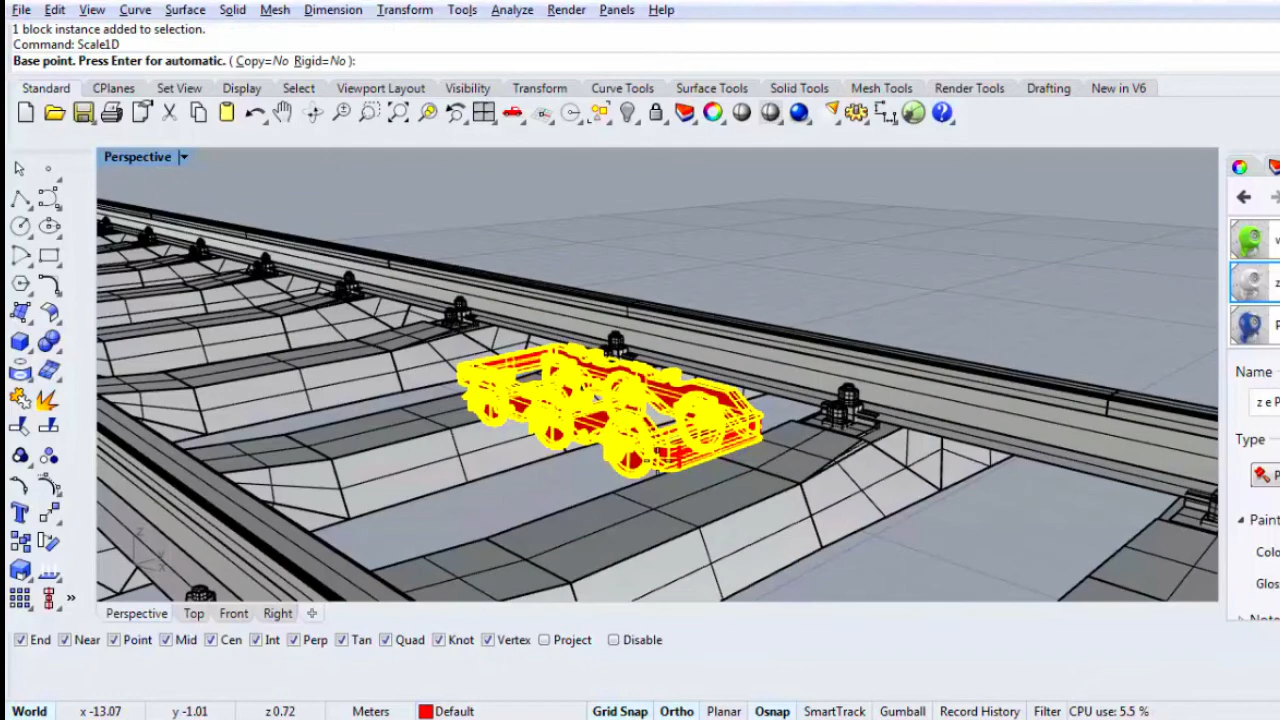 File Edit View Curve Surface Solid Mesh Dimension Transform Tools Analyze Render Panels Help
1 block instance added to selection.
Command: Scale1D
Base point. Press Enter for automatic. ( Copy=No Rigid=No ):
Standard CPlanes Set View Display Select Viewport Layout Visibility Transform Curve Tools Surface Tools Solid Tools Mesh Tools Render Tools Drafting New in V6
Perspective
Name
z e P
Type
P
Pain
Colo
Glos
z
y
x
Perspective Top Front Right
End Near Point Mid Cen Int Perp Tan Quad Knot Vertex Project Disable
World x -13.07 y -1.01 z 0.72 Meters Default Grid Snap Ortho Planar Osnap SmartTrack Gumball Record History Filter CPU use: 5.5 %